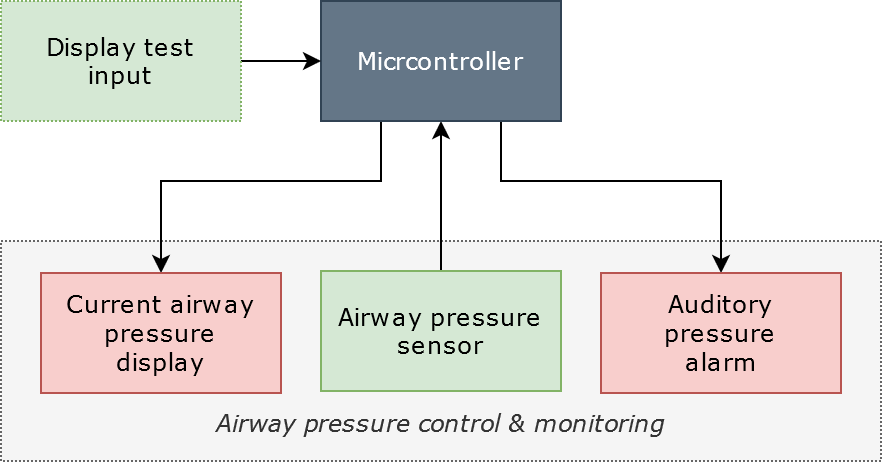 Display test
input
Micrcontroller
Current airway
pressure
display
Airway pressure
sensor
Auditory
pressure
alarm
Airway pressure control & monitoring